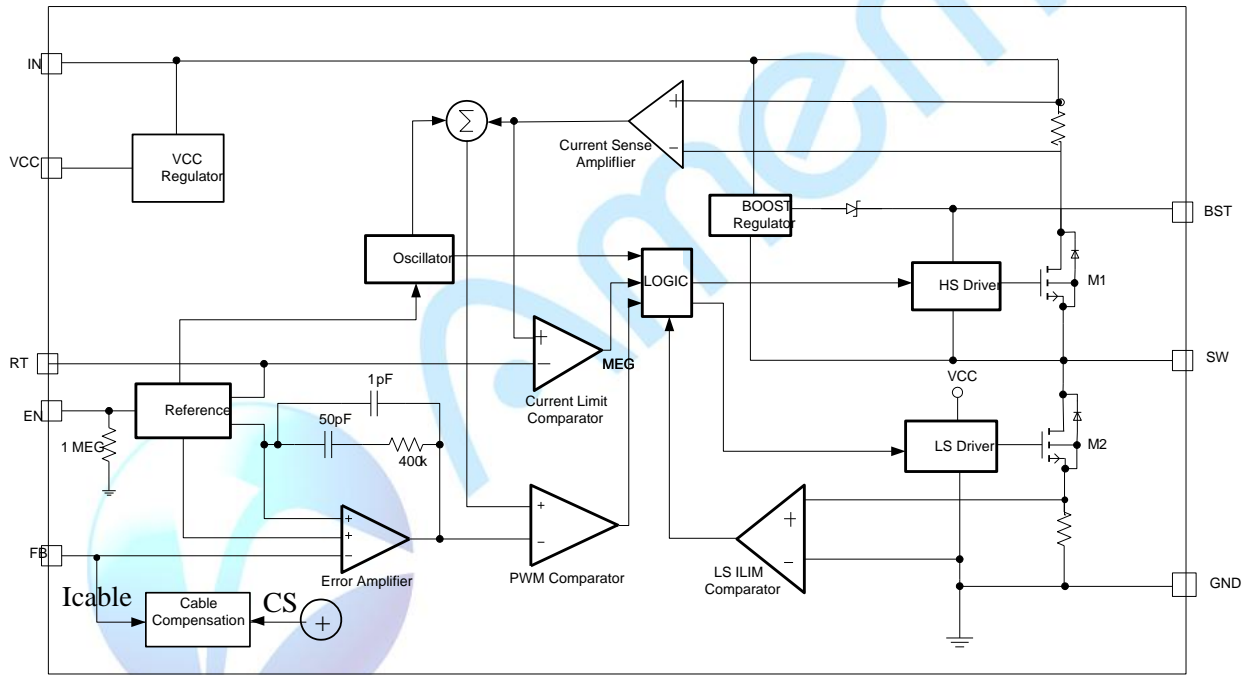 IN
VCC
VCC
Regulator
Σ
+
−
Current Sense
Amplifiier
BOOST
Regulator
BST
Oscillator
LOGIC
HS Driver
M1
RT
+
−
MEG
Current Limit
Comparator
SW
VCC
EN
Reference
1 MEG
1pF
50pF
400k
LS Driver
M2
+
+
−
Error Amplifier
+
−
PWM Comparator
+
−
LS ILIM
Comparator
FB
Icable
Cable
Compensation
CS
+
GND
Amem